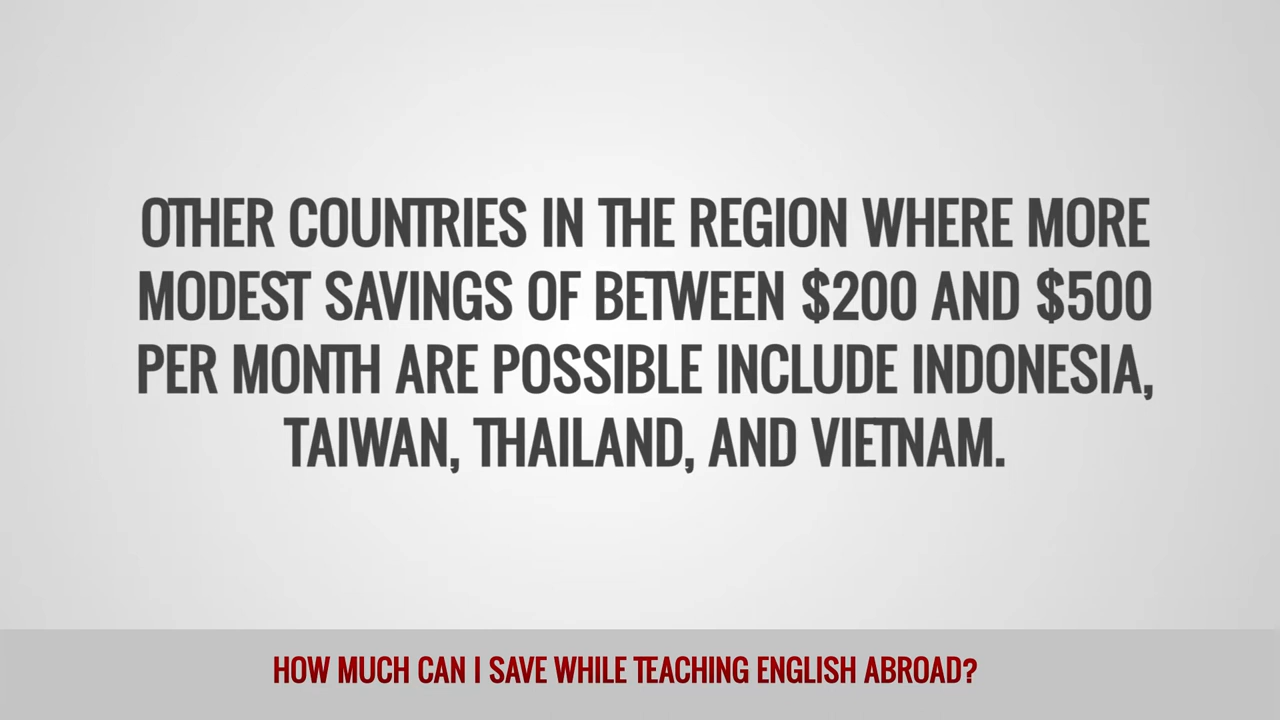 OTHER COUNTRIES IN THE REGION WHERE MORE
MODEST SAVINGS OF BETWEEN $200 AND $500
PER MONTH ARE POSSIBLE INCLUDE INDONESIA,
TAIWAN, THAILAND, AND VIETNAM.
HOW MUCH CAN I SAVE WHILE TEACHING ENGLISH ABROAD?